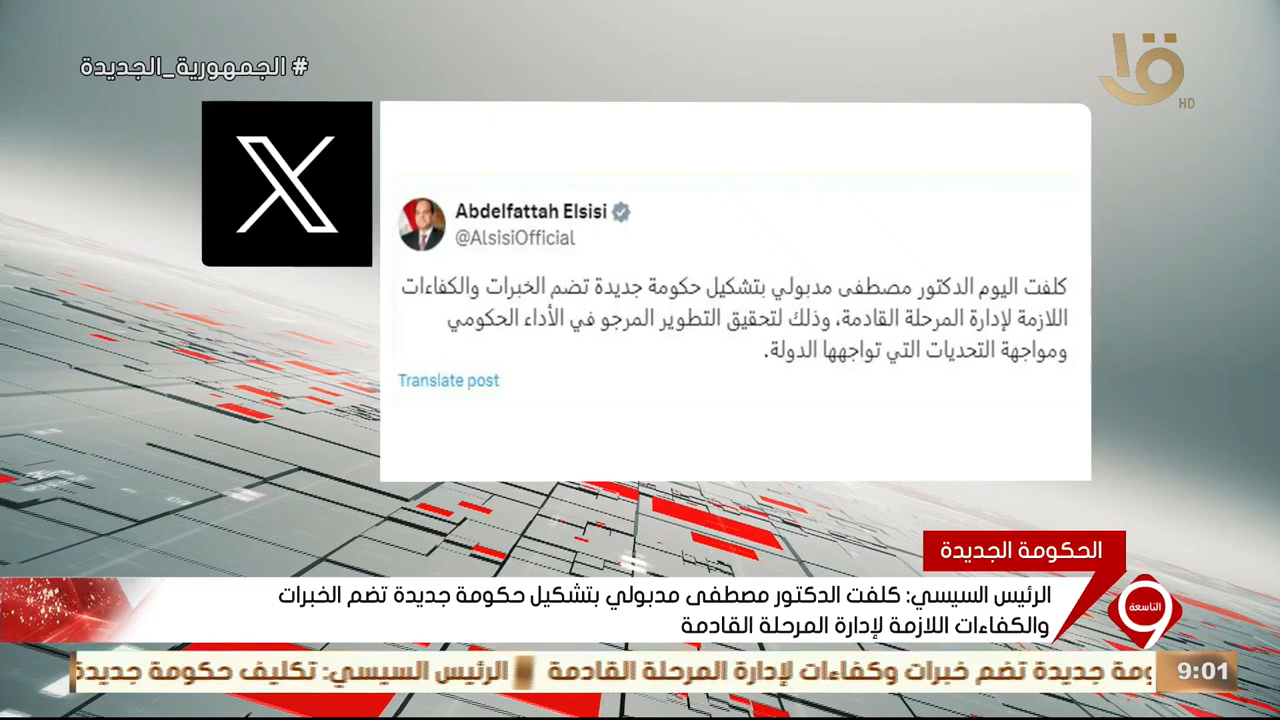 # الجمهورية_الجديدة
HD
Abdelfattah Elsisi
@AlsisiOfficial
كلفت اليوم الدكتور مصطفى مدبولي بتشكيل حكومة جديدة تضم الخبرات والكفاءات
اللازمة لإدارة المرحلة القادمة، وذلك لتحقيق التطوير المرجو في الأداء الحكومي
ومواجهة التحديات التي تواجهها الدولة.
Translate post
الحكومة الجديدة
الرئيس السيسي: كلفت الدكتور مصطفى مدبولي بتشكيل حكومة جديدة تضم الخبرات
والكفاءات اللازمة لإدارة المرحلة القادمة
التاسعة
9:01
ومة جديدة تضم خبرات وكفاءات لإدارة المرحلة القادمة الرئيس السيسي: تكليف حكومة جديدة